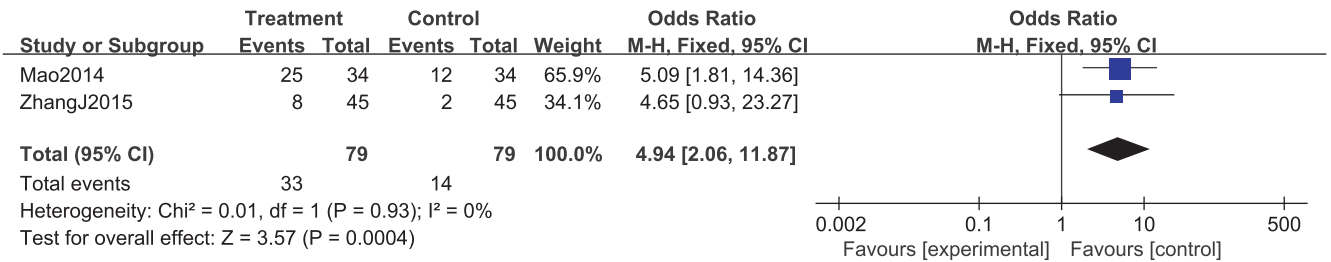 Treatment Control Odds Ratio Odds Ratio
Study or Subgroup Events Total Events Total Weight M-H, Fixed, 95% CI M-H, Fixed, 95% CI
Mao2014 25 34 12 34 65.9% 5.09 [1.81, 14.36]
ZhangJ2015 8 45 2 45 34.1% 4.65 [0.93, 23.27]
Total (95% CI) 79 79 100.0% 4.94 [2.06, 11.87]
Total events 33 14
Heterogeneity: Chi² = 0.01, df = 1 (P = 0.93); I² = 0%
Test for overall effect: Z = 3.57 (P = 0.0004)
0.002 0.1 1 10 500
Favours [experimental] Favours [control]